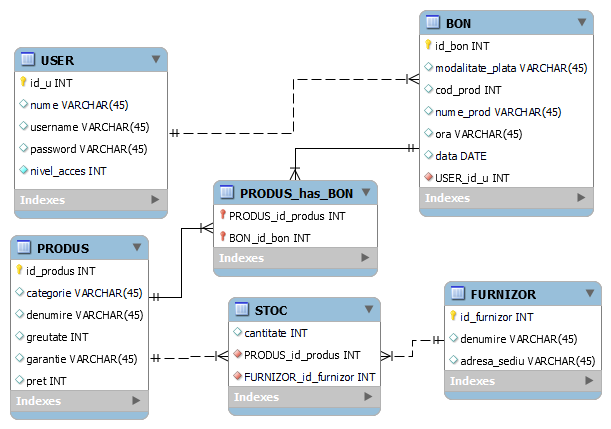 USER
id_u INT
nume VARCHAR(45)
username VARCHAR(45)
password VARCHAR(45)
nivel_acces INT
Indexes
BON
id_bon INT
modalitate_plata VARCHAR(45)
cod_prod INT
nume_prod VARCHAR(45)
ora VARCHAR(45)
data DATE
USER_id_u INT
Indexes
PRODUS_has_BON
PRODUS_id_produs INT
BON_id_bon INT
Indexes
PRODUS
id_produs INT
categorie VARCHAR(45)
denumire VARCHAR(45)
greutate INT
garantie VARCHAR(45)
pret INT
Indexes
STOC
cantitate INT
PRODUS_id_produs INT
FURNIZOR_id_furnizor INT
Indexes
FURNIZOR
id_furnizor INT
denumire VARCHAR(45)
adresa_sediu VARCHAR(45)
Indexes